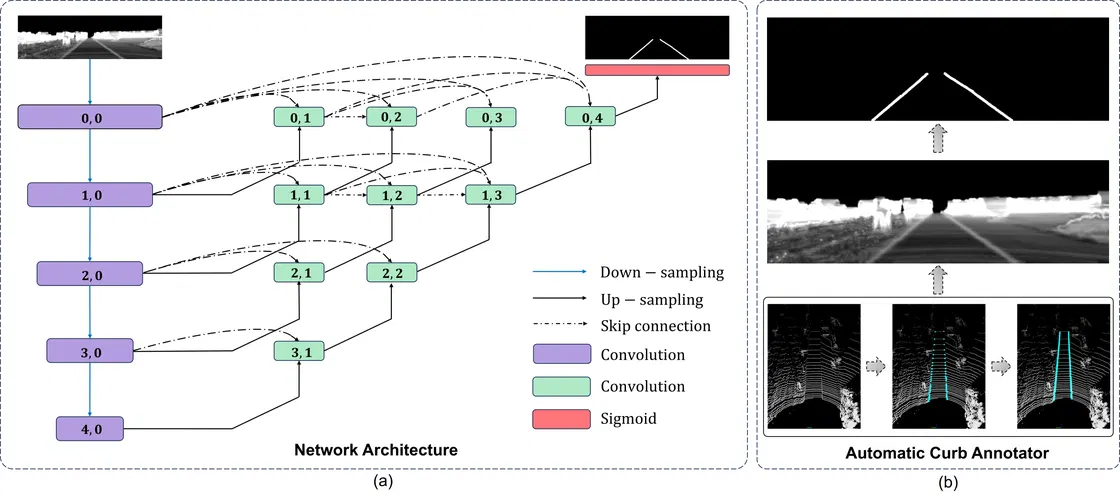 0, 0
0, 1
0, 2
0, 3
0, 4
1, 0
1, 1
1, 2
1, 3
2, 0
2, 1
2, 2
3, 0
3, 1
4, 0
Down − sampling
Up − sampling
Skip connection
Convolution
Convolution
Sigmoid
Network Architecture
(a)
Automatic Curb Annotator
(b)